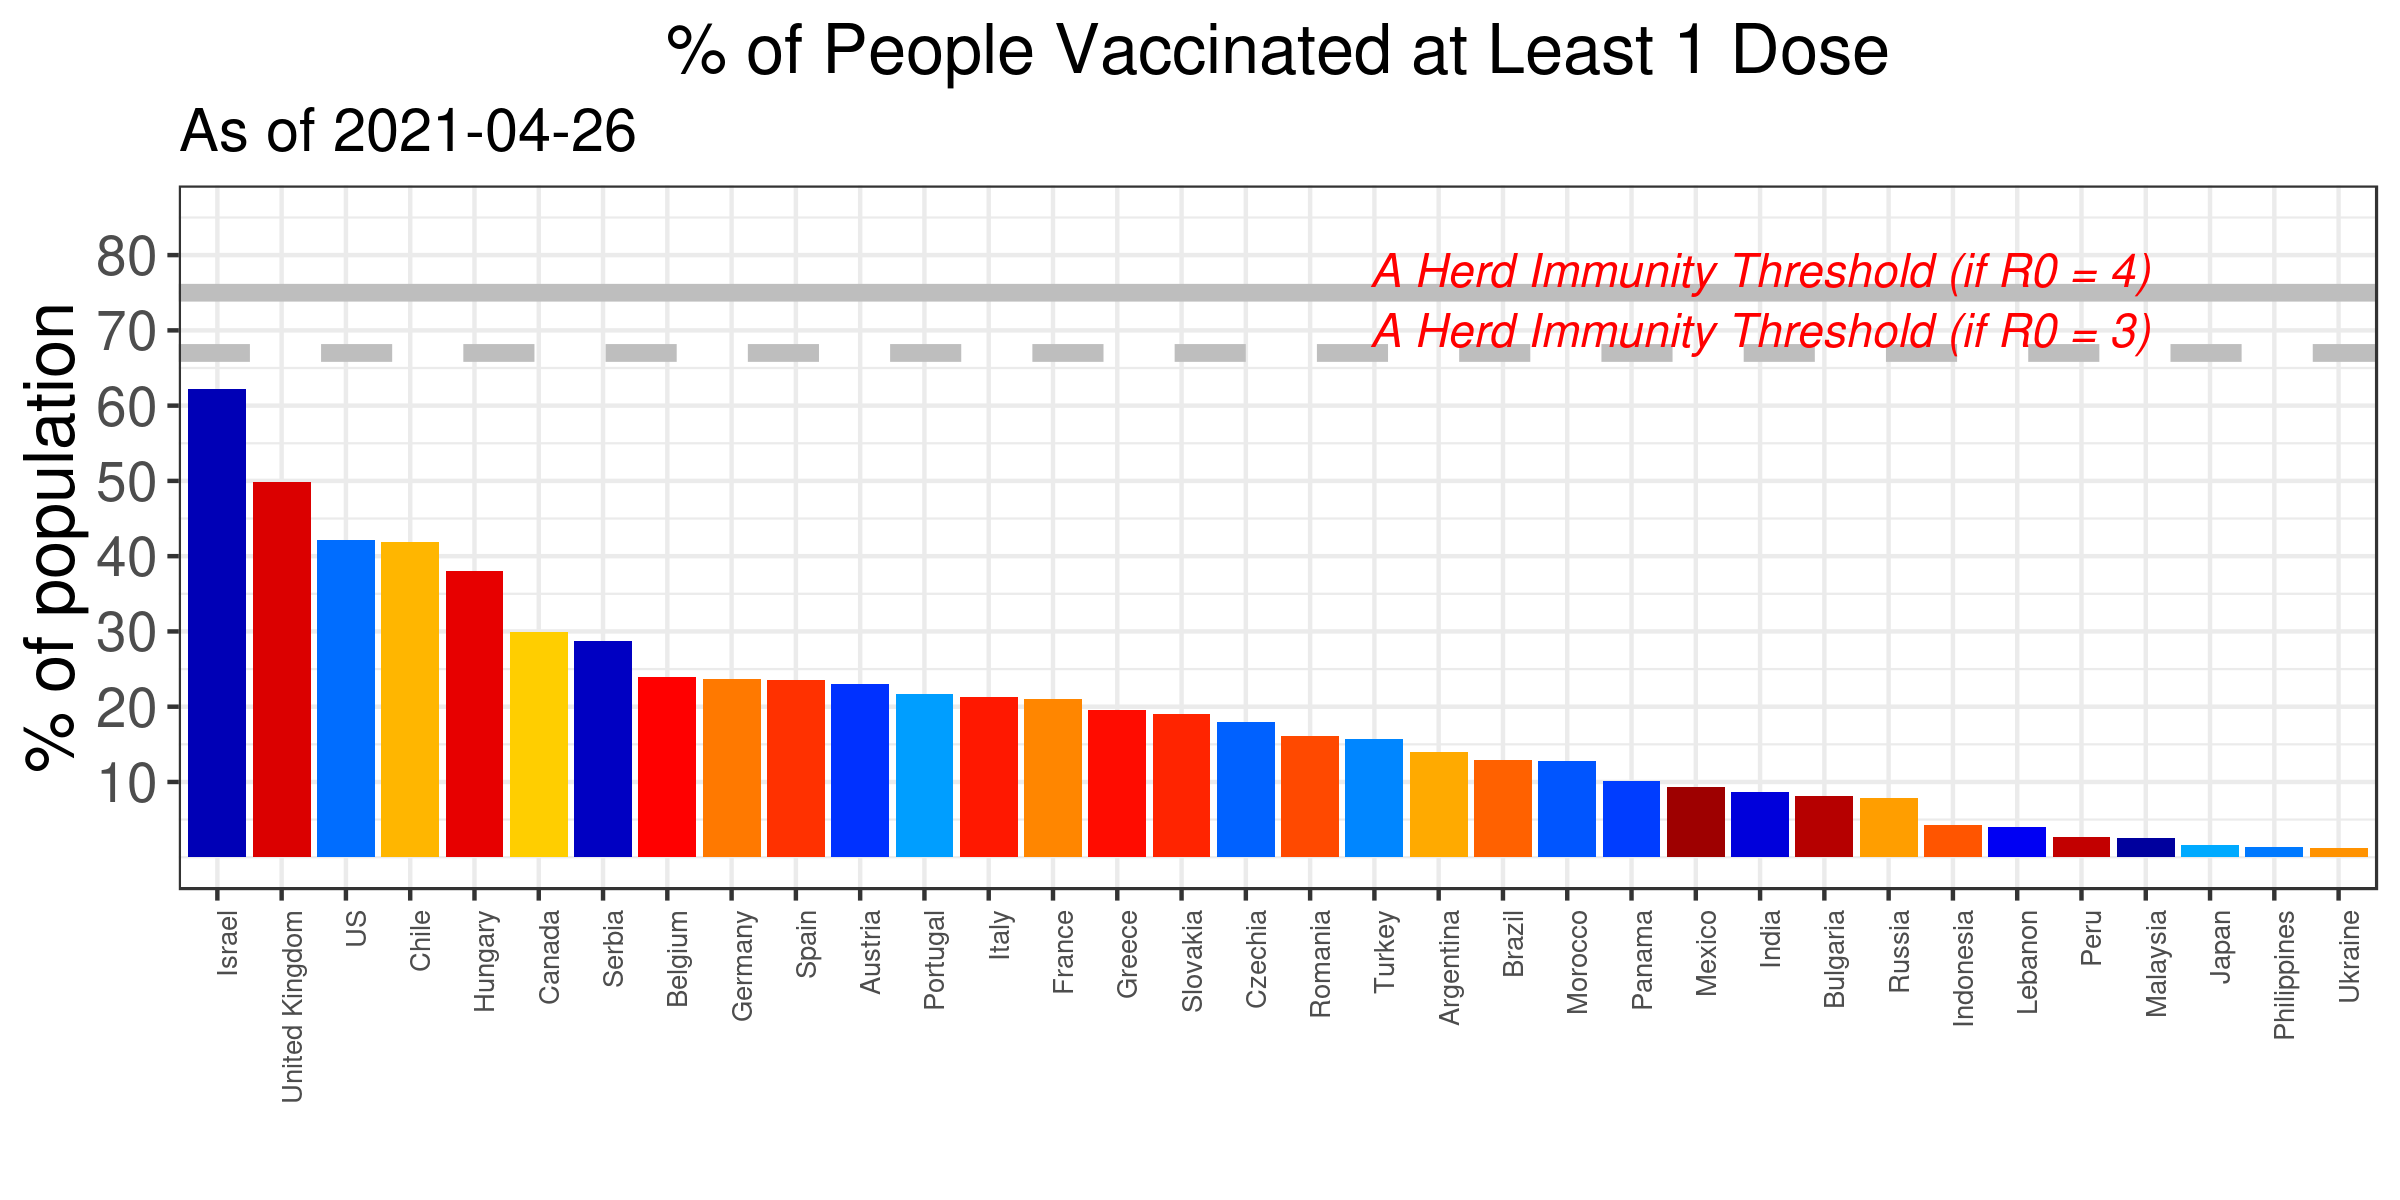 % of People Vaccinated at Least 1 Dose
As of 2021-04-26
% of population
80
70
60
50
40
30
20
10
A Herd Immunity Threshold (if R0 = 4)
A Herd Immunity Threshold (if R0 = 3)
Israel
United Kingdom
US
Chile
Hungary
Canada
Serbia
Belgium
Germany
Spain
Austria
Portugal
Italy
France
Greece
Slovakia
Czechia
Romania
Turkey
Argentina
Brazil
Morocco
Panama
Mexico
India
Bulgaria
Russia
Indonesia
Lebanon
Peru
Malaysia
Japan
Philippines
Ukraine